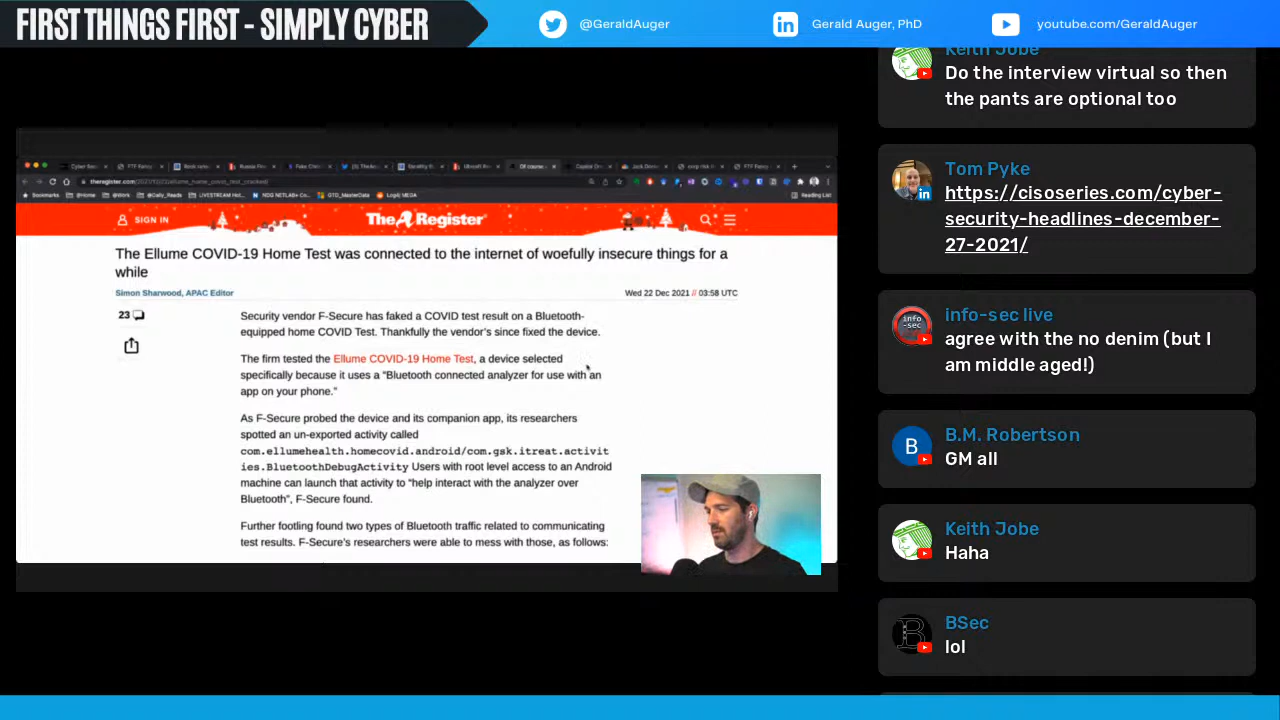 FIRST THINGS FIRST - SIMPLY CYBER
@GeraldAuger
Gerald Auger, PhD
youtube.com/GeraldAuger
SIGN IN
The Register
The Ellume COVID-19 Home Test was connected to the internet of woefully insecure things for a
while
Simon Sharwood, APAC Editor
Wed 22 Dec 2021 // 03:58 UTC
23
Security vendor F-Secure has faked a COVID test result on a Bluetooth-
equipped home COVID Test. Thankfully the vendor's since fixed the device.
The firm tested the Ellume COVID-19 Home Test, a device selected
specifically because it uses a "Bluetooth connected analyzer for use with an
app on your phone."
As F-Secure probed the device and its companion app, its researchers
spotted an un-exported activity called
com.ellumehealth.homecovid.android/com.gsk.itreat.activit
ies.BluetoothDebugActivity Users with root level access to an Android
machine can launch that activity to "help interact with the analyzer over
Bluetooth", F-Secure found.
Further footling found two types of Bluetooth traffic related to communicating
test results. F-Secure's researchers were able to mess with those, as follows:
Keith Jobe
Do the interview virtual so then
the pants are optional too
Tom Pyke
https://cisoseries.com/cyber-
security-headlines-december-
27-2021/
info-sec live
agree with the no denim (but I
am middle aged!)
B.M. Robertson
GM all
Keith Jobe
Haha
BSec
lol